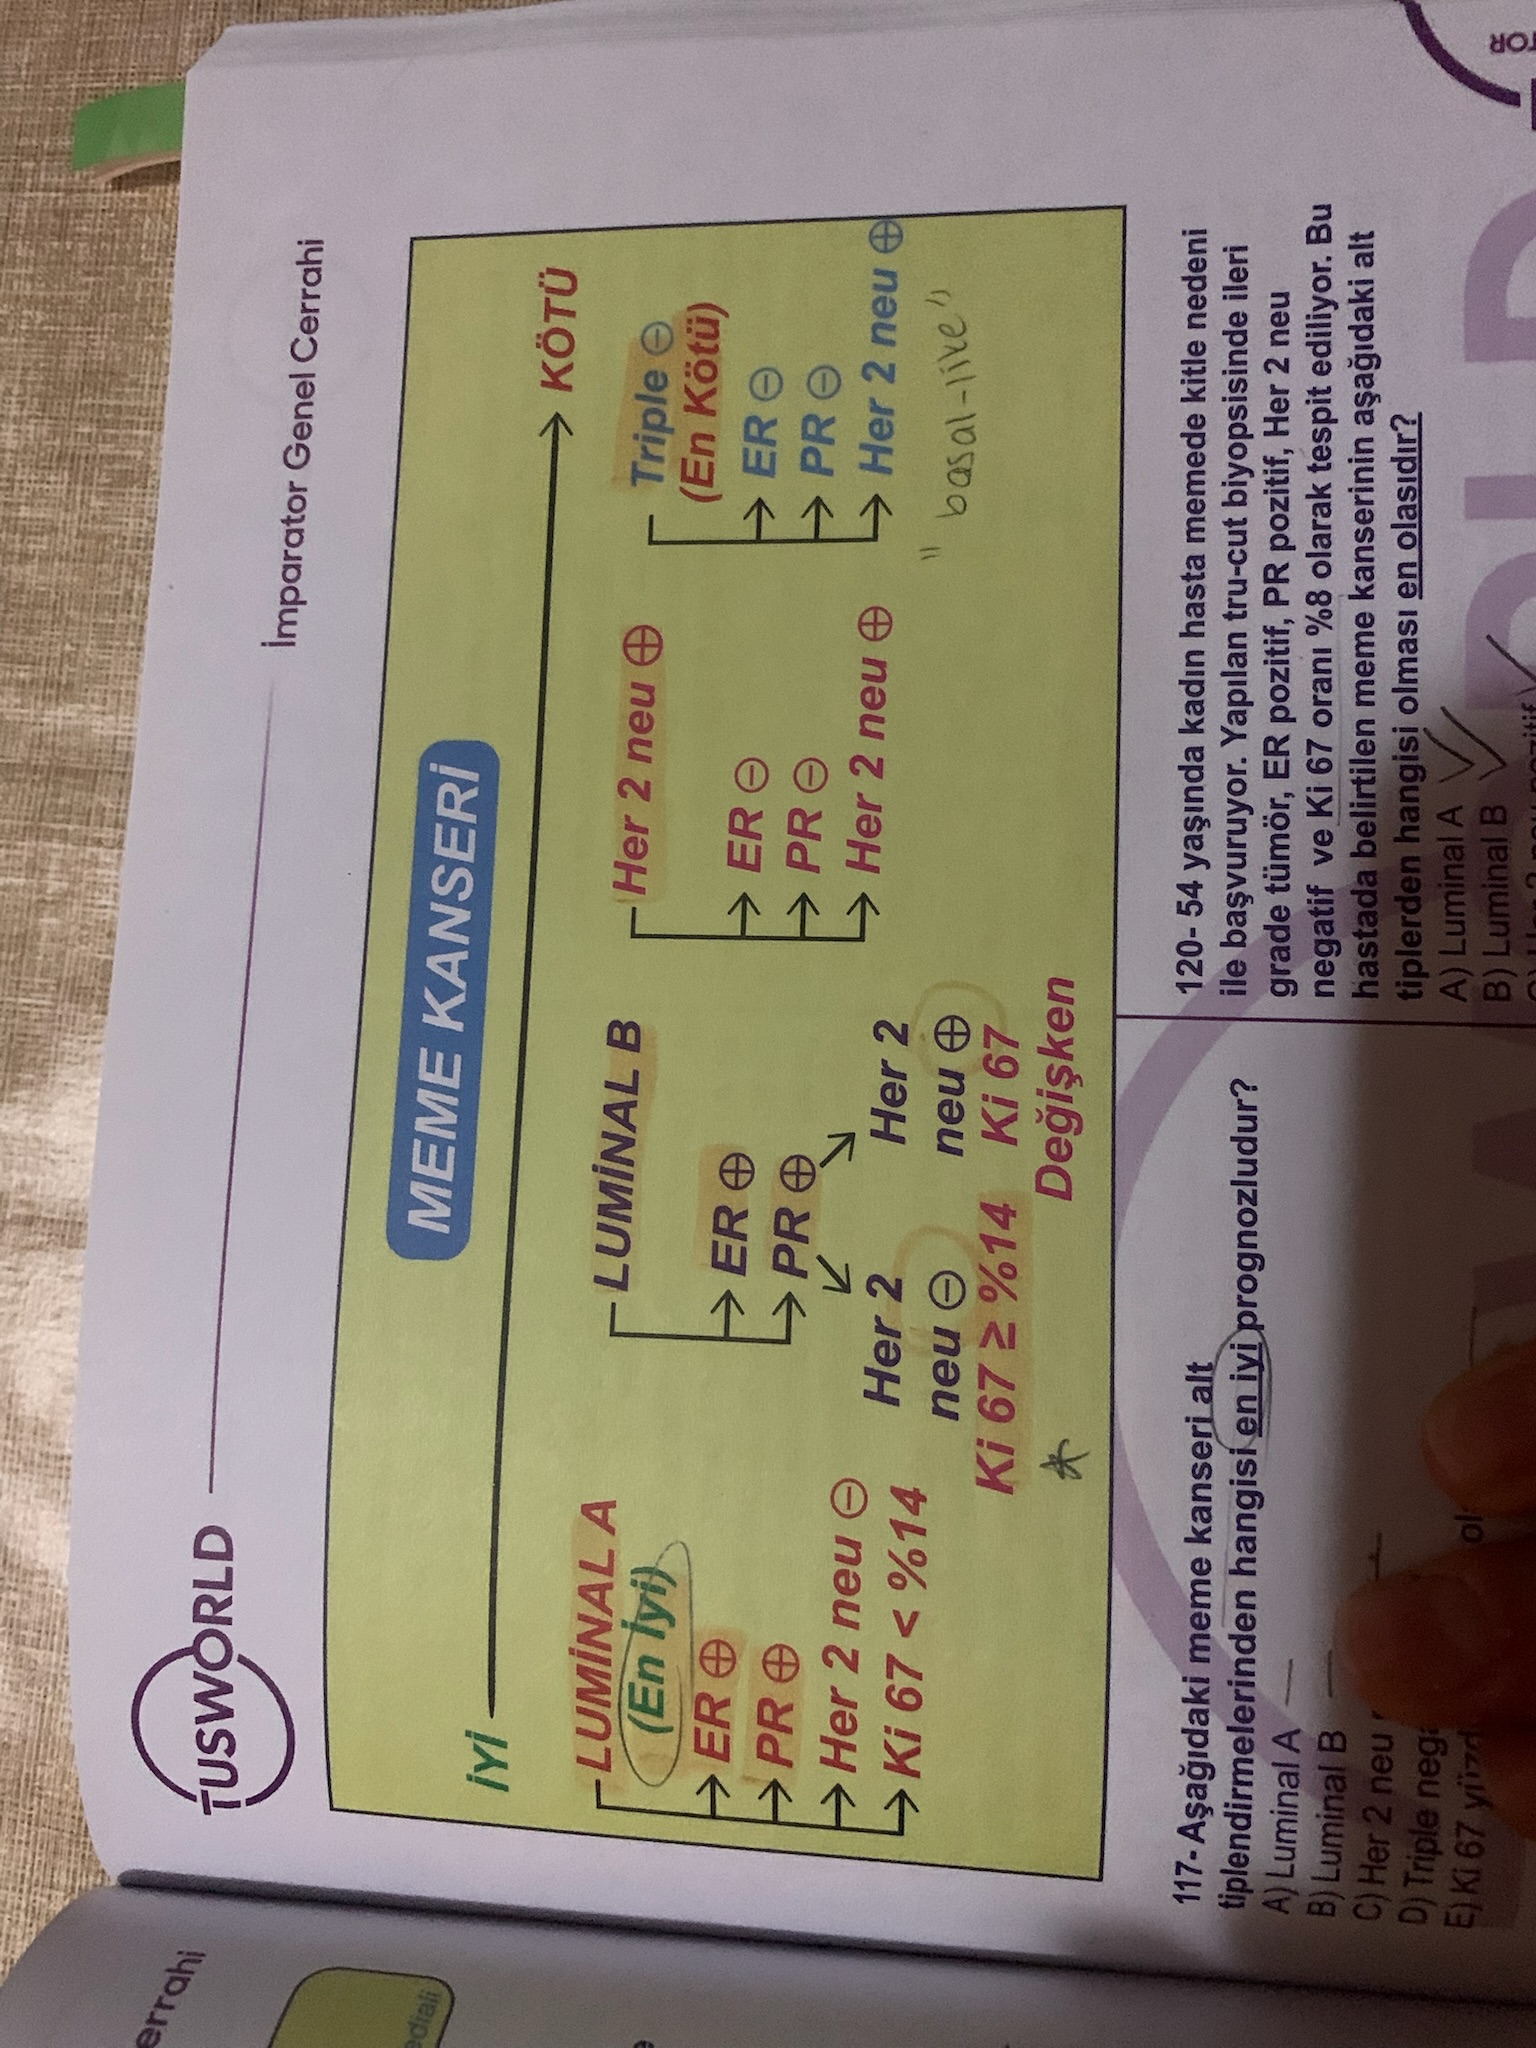 TUSWORLD
İmparator Genel Cerrahi
MEME KANSERİ
İYİ
KÖTÜ
LUMİNAL A
(En İyi)
ER ⊕
PR ⊕
Her 2 neu ⊖
Ki 67 < %14
LUMİNAL B
ER ⊕
PR ⊕
Her 2
neu ⊖
Ki 67 ≥ %14
Her 2
neu ⊕
Ki 67
Değişken
Her 2 neu ⊕
ER ⊖
PR ⊖
Her 2 neu ⊕
Triple ⊖
(En Kötü)
ER ⊖
PR ⊖
Her 2 neu ⊕
"basal-like"
117- Aşağıdaki meme kanseri alt
tiplendirmelerinden hangisi en iyi prognozludur?
A) Luminal A
B) Luminal B
C) Her 2 neu
D) Triple nega
E) Ki 67
120- 54 yaşında kadın hasta memede kitle nedeni
ile başvuruyor. Yapılan tru-cut biyopsisinde ileri
grade tümör, ER pozitif, PR pozitif, Her 2 neu
negatif ve Ki 67 oranı %8 olarak tespit ediliyor. Bu
hastada belirtilen meme kanserinin aşağıdaki alt
tiplerden hangisi olması en olasıdır?
A) Luminal A
B) Luminal B
errahi
ediali